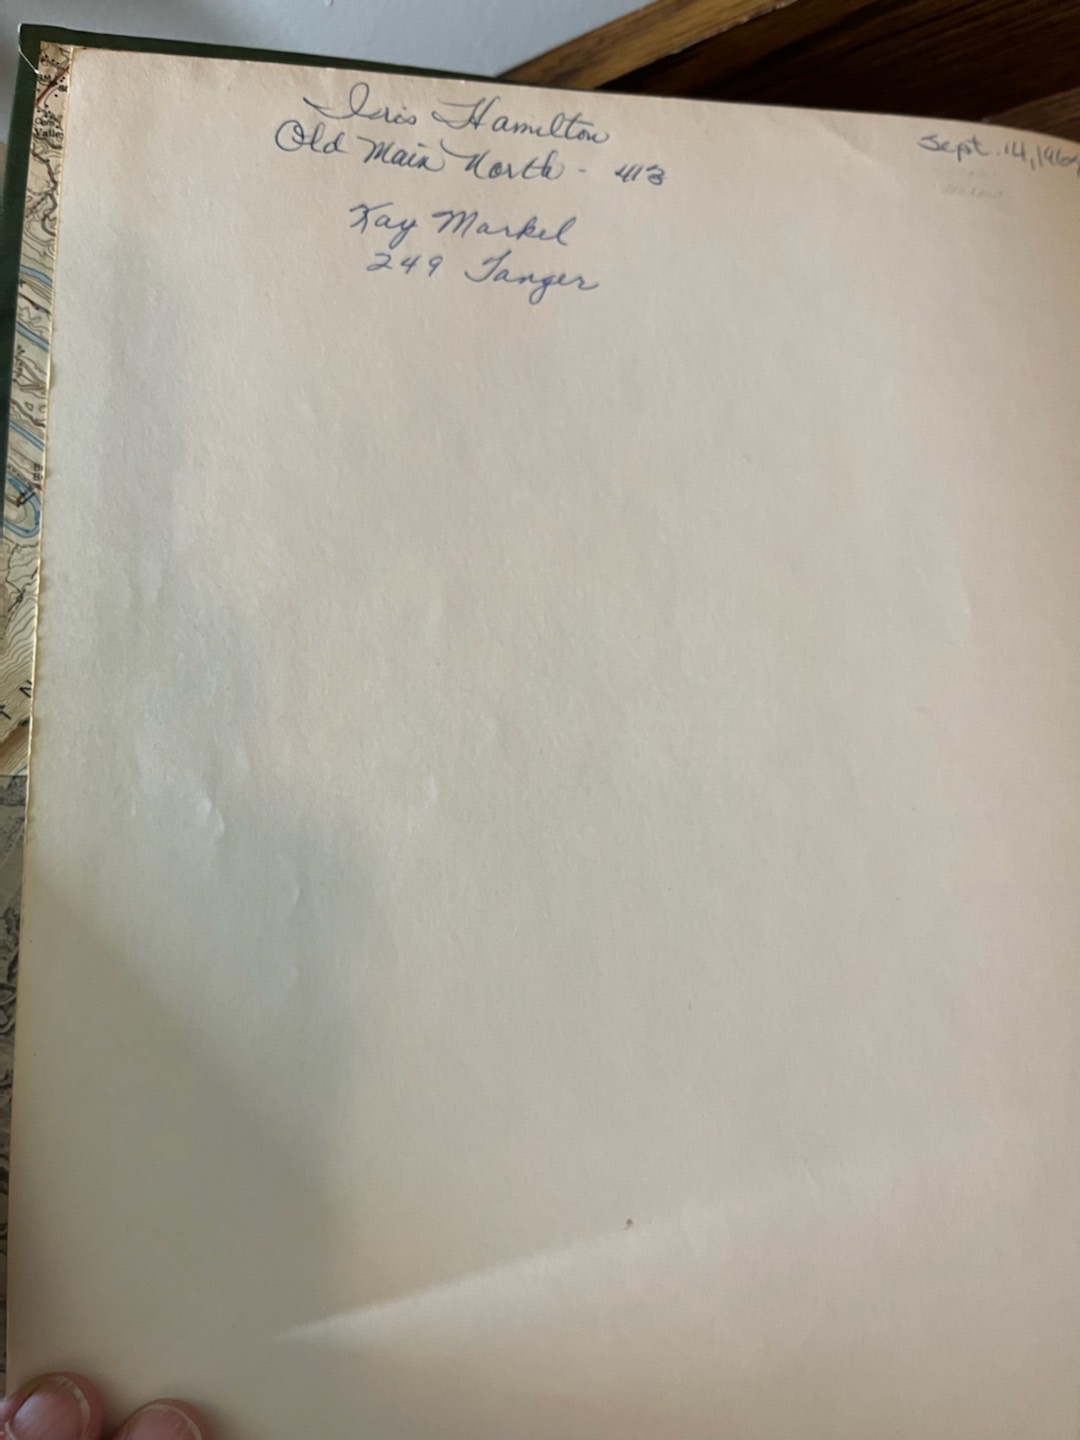 Iris Hamilton
Old Main North - 413
Sept. 14, 1964
Kay Markel
249 Tanger